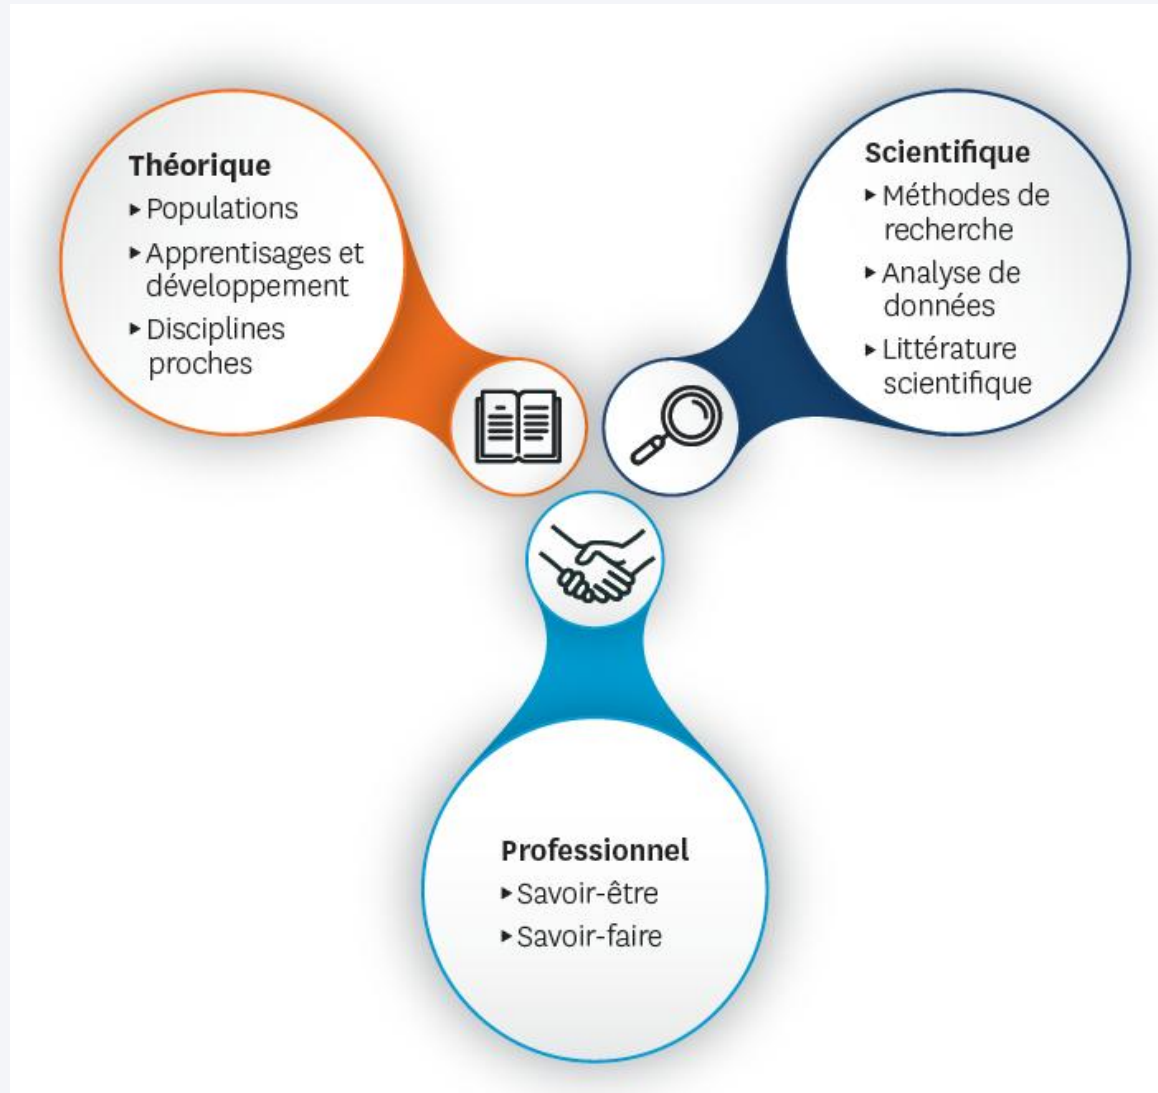 Théorique
▸ Populations
▸ Apprentisages et
développement
▸ Disciplines
proches
Scientifique
▸ Méthodes de
recherche
▸ Analyse de
données
▸ Littérature
scientifique
Professionnel
▸ Savoir-être
▸ Savoir-faire